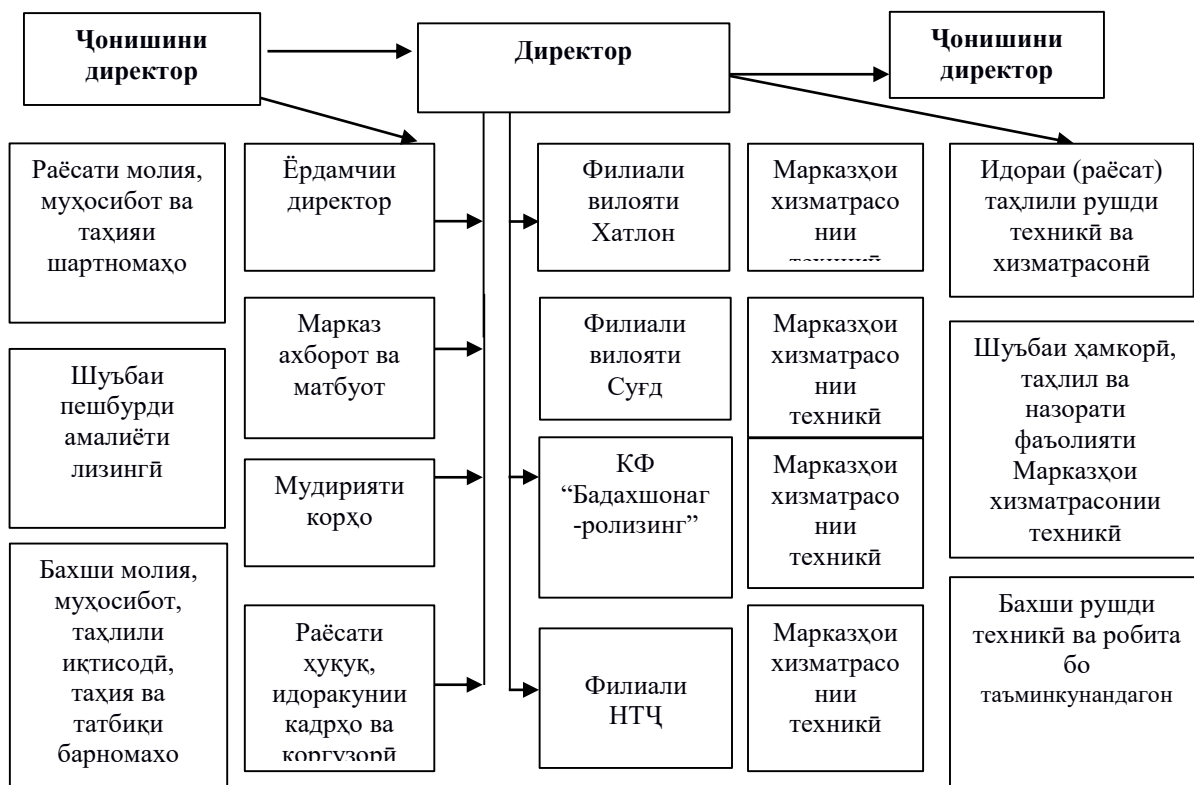 Ҷонишини
директор
Директор
Ҷонишини
директор
Раёсати молия,
муҳосибот ва
таҳияи
шартномаҳо
Ёрдамчии
директор
Филиали
вилояти
Хатлон
Марказҳои
хизматрасо
нии
техникӣ
Идораи (раёсат)
таҳлили рушди
техникӣ ва
хизматрасонӣ
Шуъбаи
пешбурди
амалиёти
лизингӣ
Марказ
ахборот ва
матбуот
Филиали
вилояти
Суғд
Марказҳои
хизматрасо
нии
техникӣ
Шуъбаи ҳамкорӣ,
таҳлил ва
назорати
фаъолияти
Марказҳои
хизматрасонии
техникӣ
Мудирияти
корҳо
КФ
“Бадахшонаг
-ролизинг”
Марказҳои
хизматрасо
нии
техникӣ
Бахши молия,
муҳосибот,
таҳлили
иқтисодӣ,
таҳия ва
татбиқи
барномахо
Раёсати
ҳуқуқ,
идоракунии
кадрҳо ва
коргузорӣ
Филиали
НТҶ
Марказҳои
хизматрасо
нии
техникӣ
Бахши рушди
техникӣ ва робита
бо
таъминкунандагон